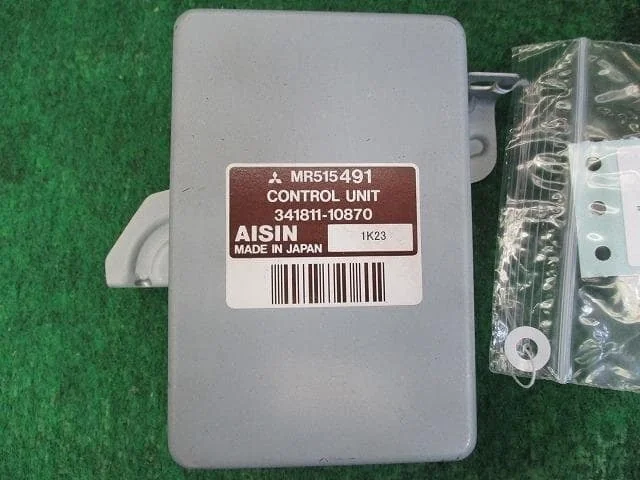 MR515491
CONTROL UNIT
341811-10870
AISIN 1K23
MADE IN JAPAN